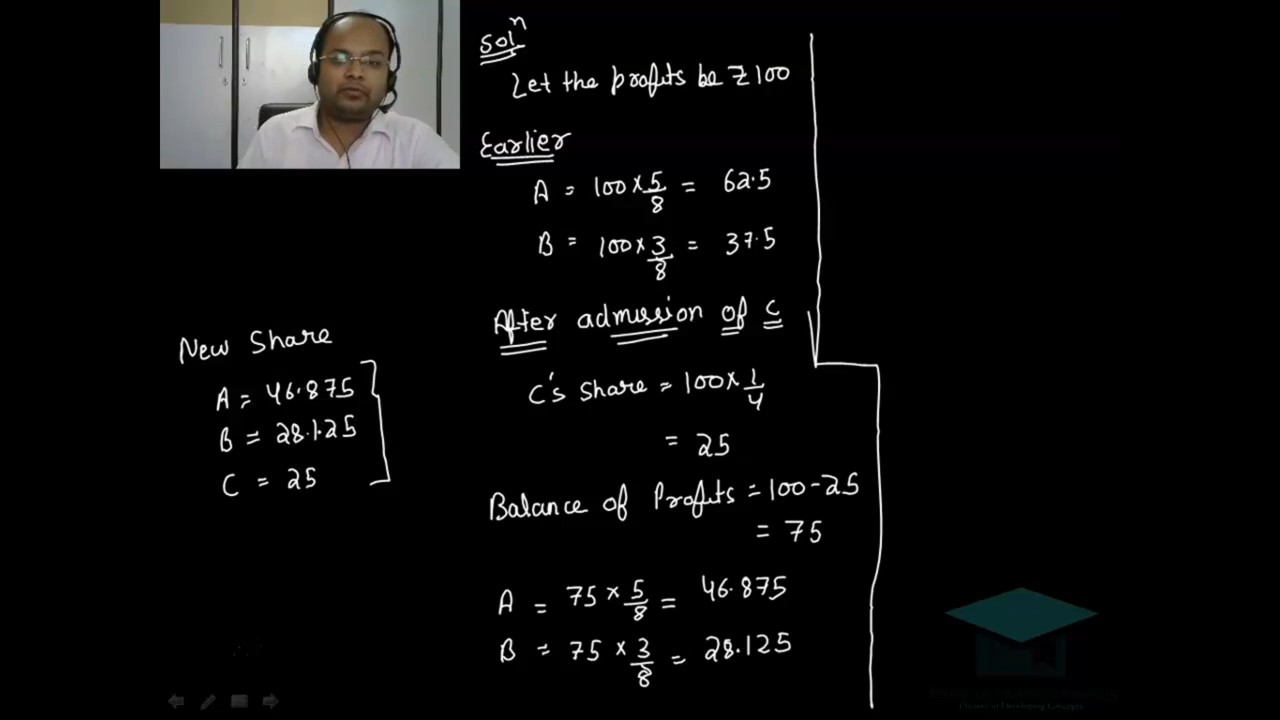 Solⁿ
Let the profits be ₹100
Earlier
A = 100 × 5/8 = 62.5
B = 100 × 3/8 = 37.5
After admission of C
C's Share = 100 × 1/4
= 25
Balance of Profits = 100 - 25
= 75
A = 75 × 5/8 = 46.875
B = 75 × 3/8 = 28.125
New Share
A = 46.875
B = 28.125
C = 25